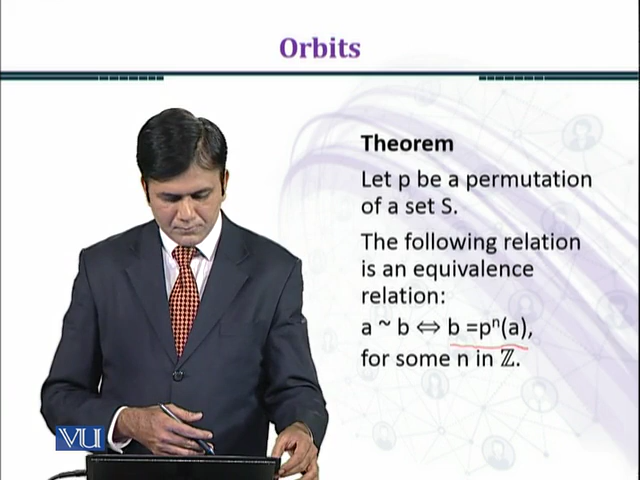 Orbits
Theorem
Let p be a permutation
of a set S.
The following relation
is an equivalence
relation:
a ~ b ⇔ b =pⁿ(a),
for some n in ℤ.
VU